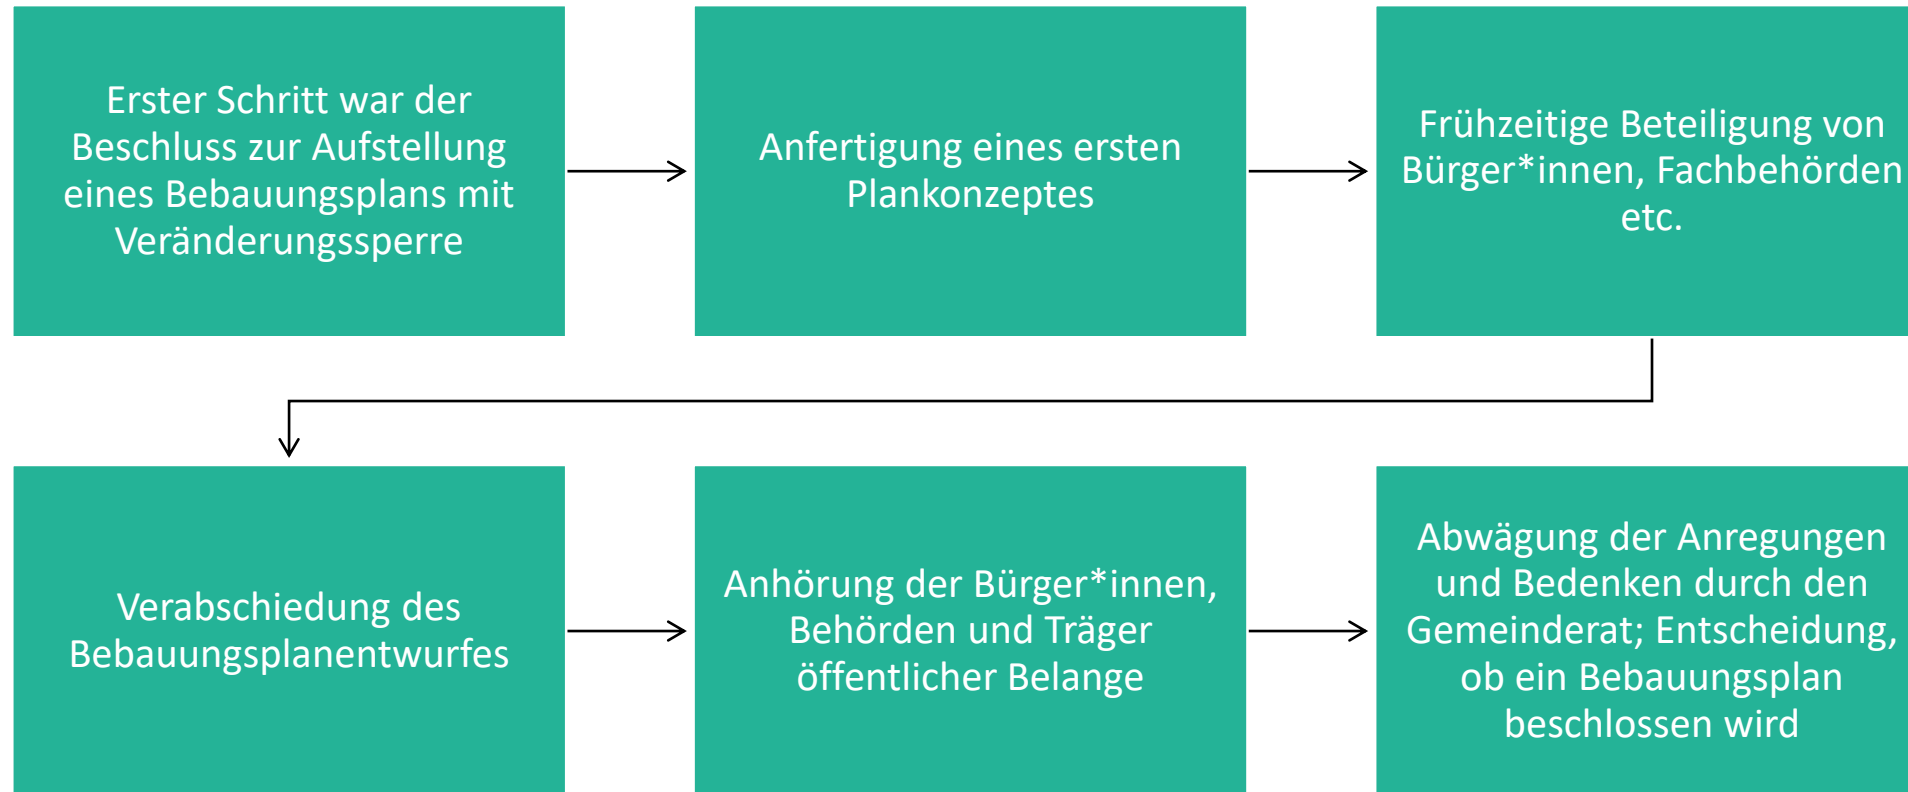 Erster Schritt war der
Beschluss zur Aufstellung
eines Bebauungsplans mit
Veränderungssperre
Anfertigung eines ersten
Plankonzeptes
Frühzeitige Beteiligung von
Bürger*innen, Fachbehörden
etc.
Verabschiedung des
Bebauungsplanentwurfes
Anhörung der Bürger*innen,
Behörden und Träger
öffentlicher Belange
Abwägung der Anregungen
und Bedenken durch den
Gemeinderat; Entscheidung,
ob ein Bebauungsplan
beschlossen wird